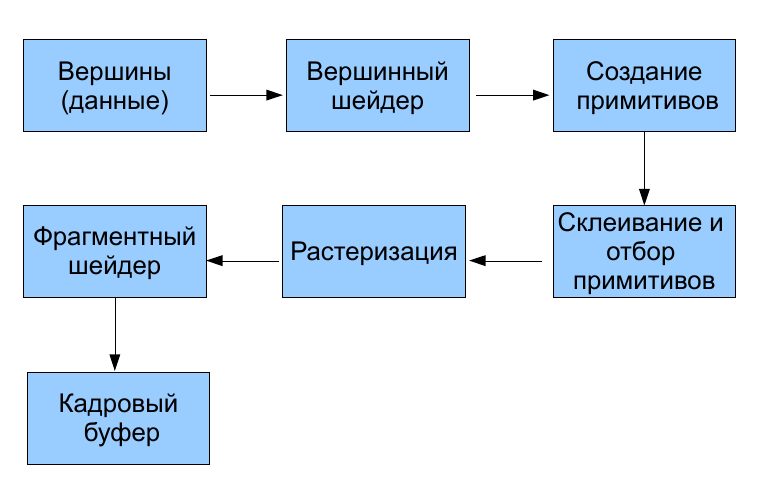 Вершины
(данные)
Вершинный
шейдер
Создание
примитивов
Склеивание и
отбор
примитивов
Растеризация
Фрагментный
шейдер
Кадровый
буфер